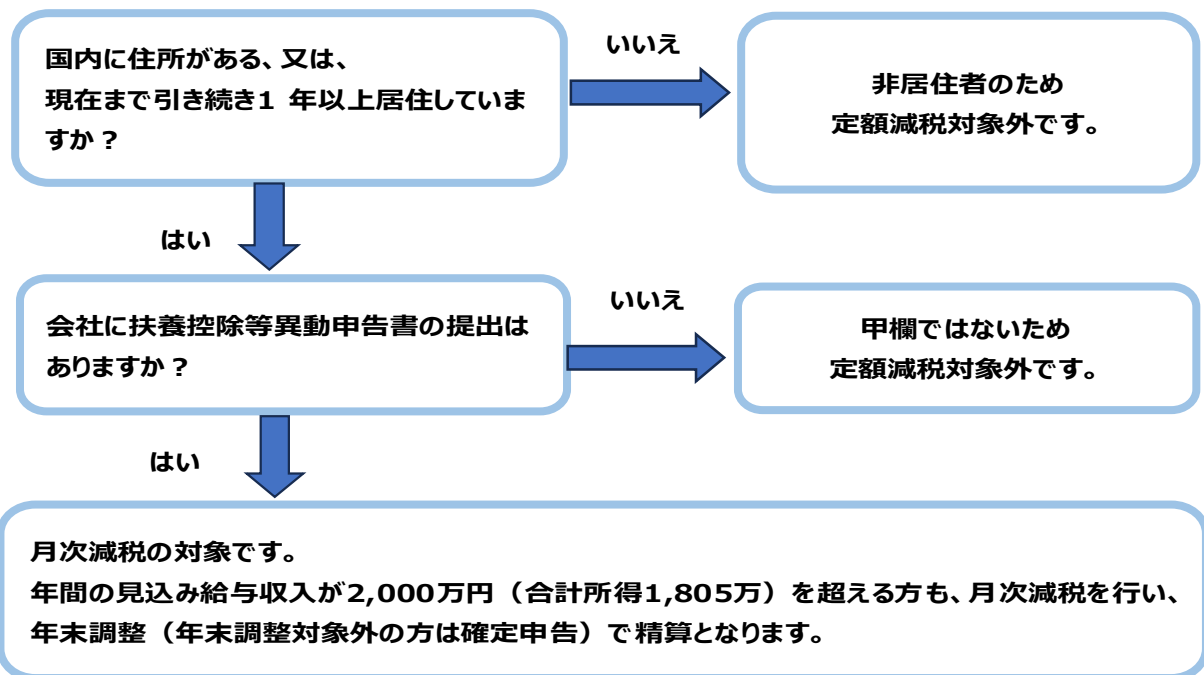 国内に住所がある、又は、
現在まで引き続き1 年以上居住していま
すか？
いいえ
非居住者のため
定額減税対象外です。
はい
会社に扶養控除等異動申告書の提出は
ありますか？
いいえ
甲欄ではないため
定額減税対象外です。
はい
月次減税の対象です。
年間の見込み給与収入が2,000万円（合計所得1,805万）を超える方も、月次減税を行い、
年末調整（年末調整対象外の方は確定申告）で精算となります。